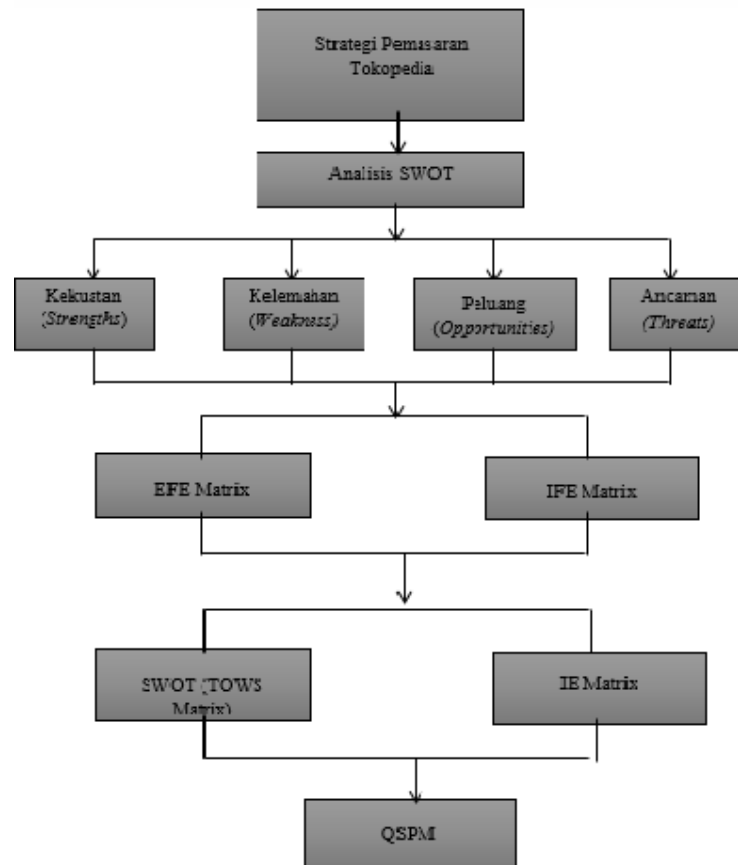 Strategi Pemasaran
Tokopedia
Analisis SWOT
Kekustan
(Strengths)
Kelemahan
(Weakness)
Peluang
(Opportunities)
Ancaman
(Threats)
EFE Matrix
IFE Matrix
SWOT (TOWS
Matrix)
IE Matrix
QSPM